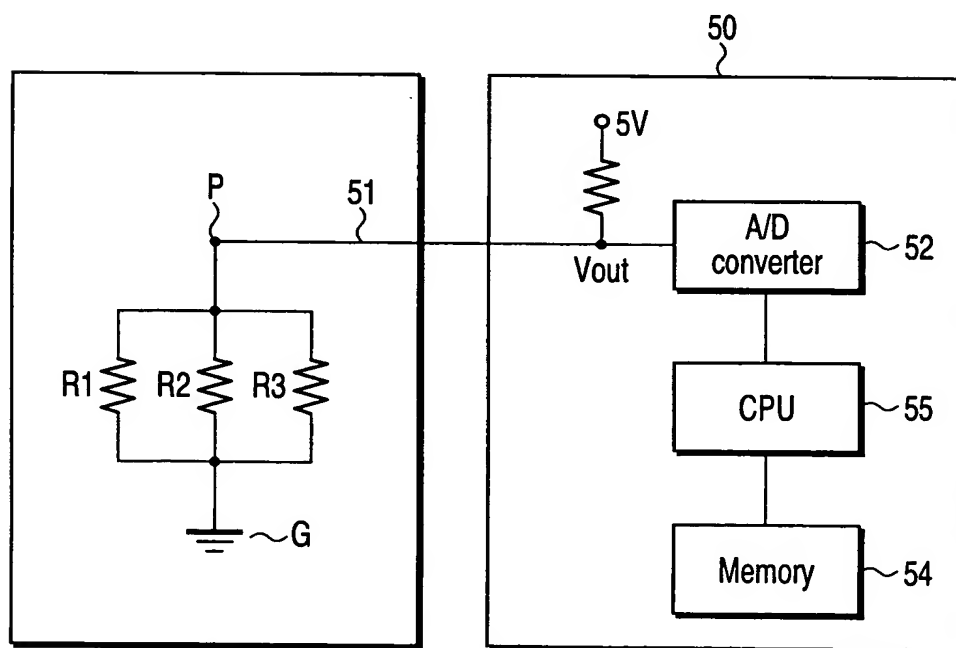 50
5V
P
51
A/D
converter
52
Vout
R1
R2
R3
CPU
55
G
Memory
54